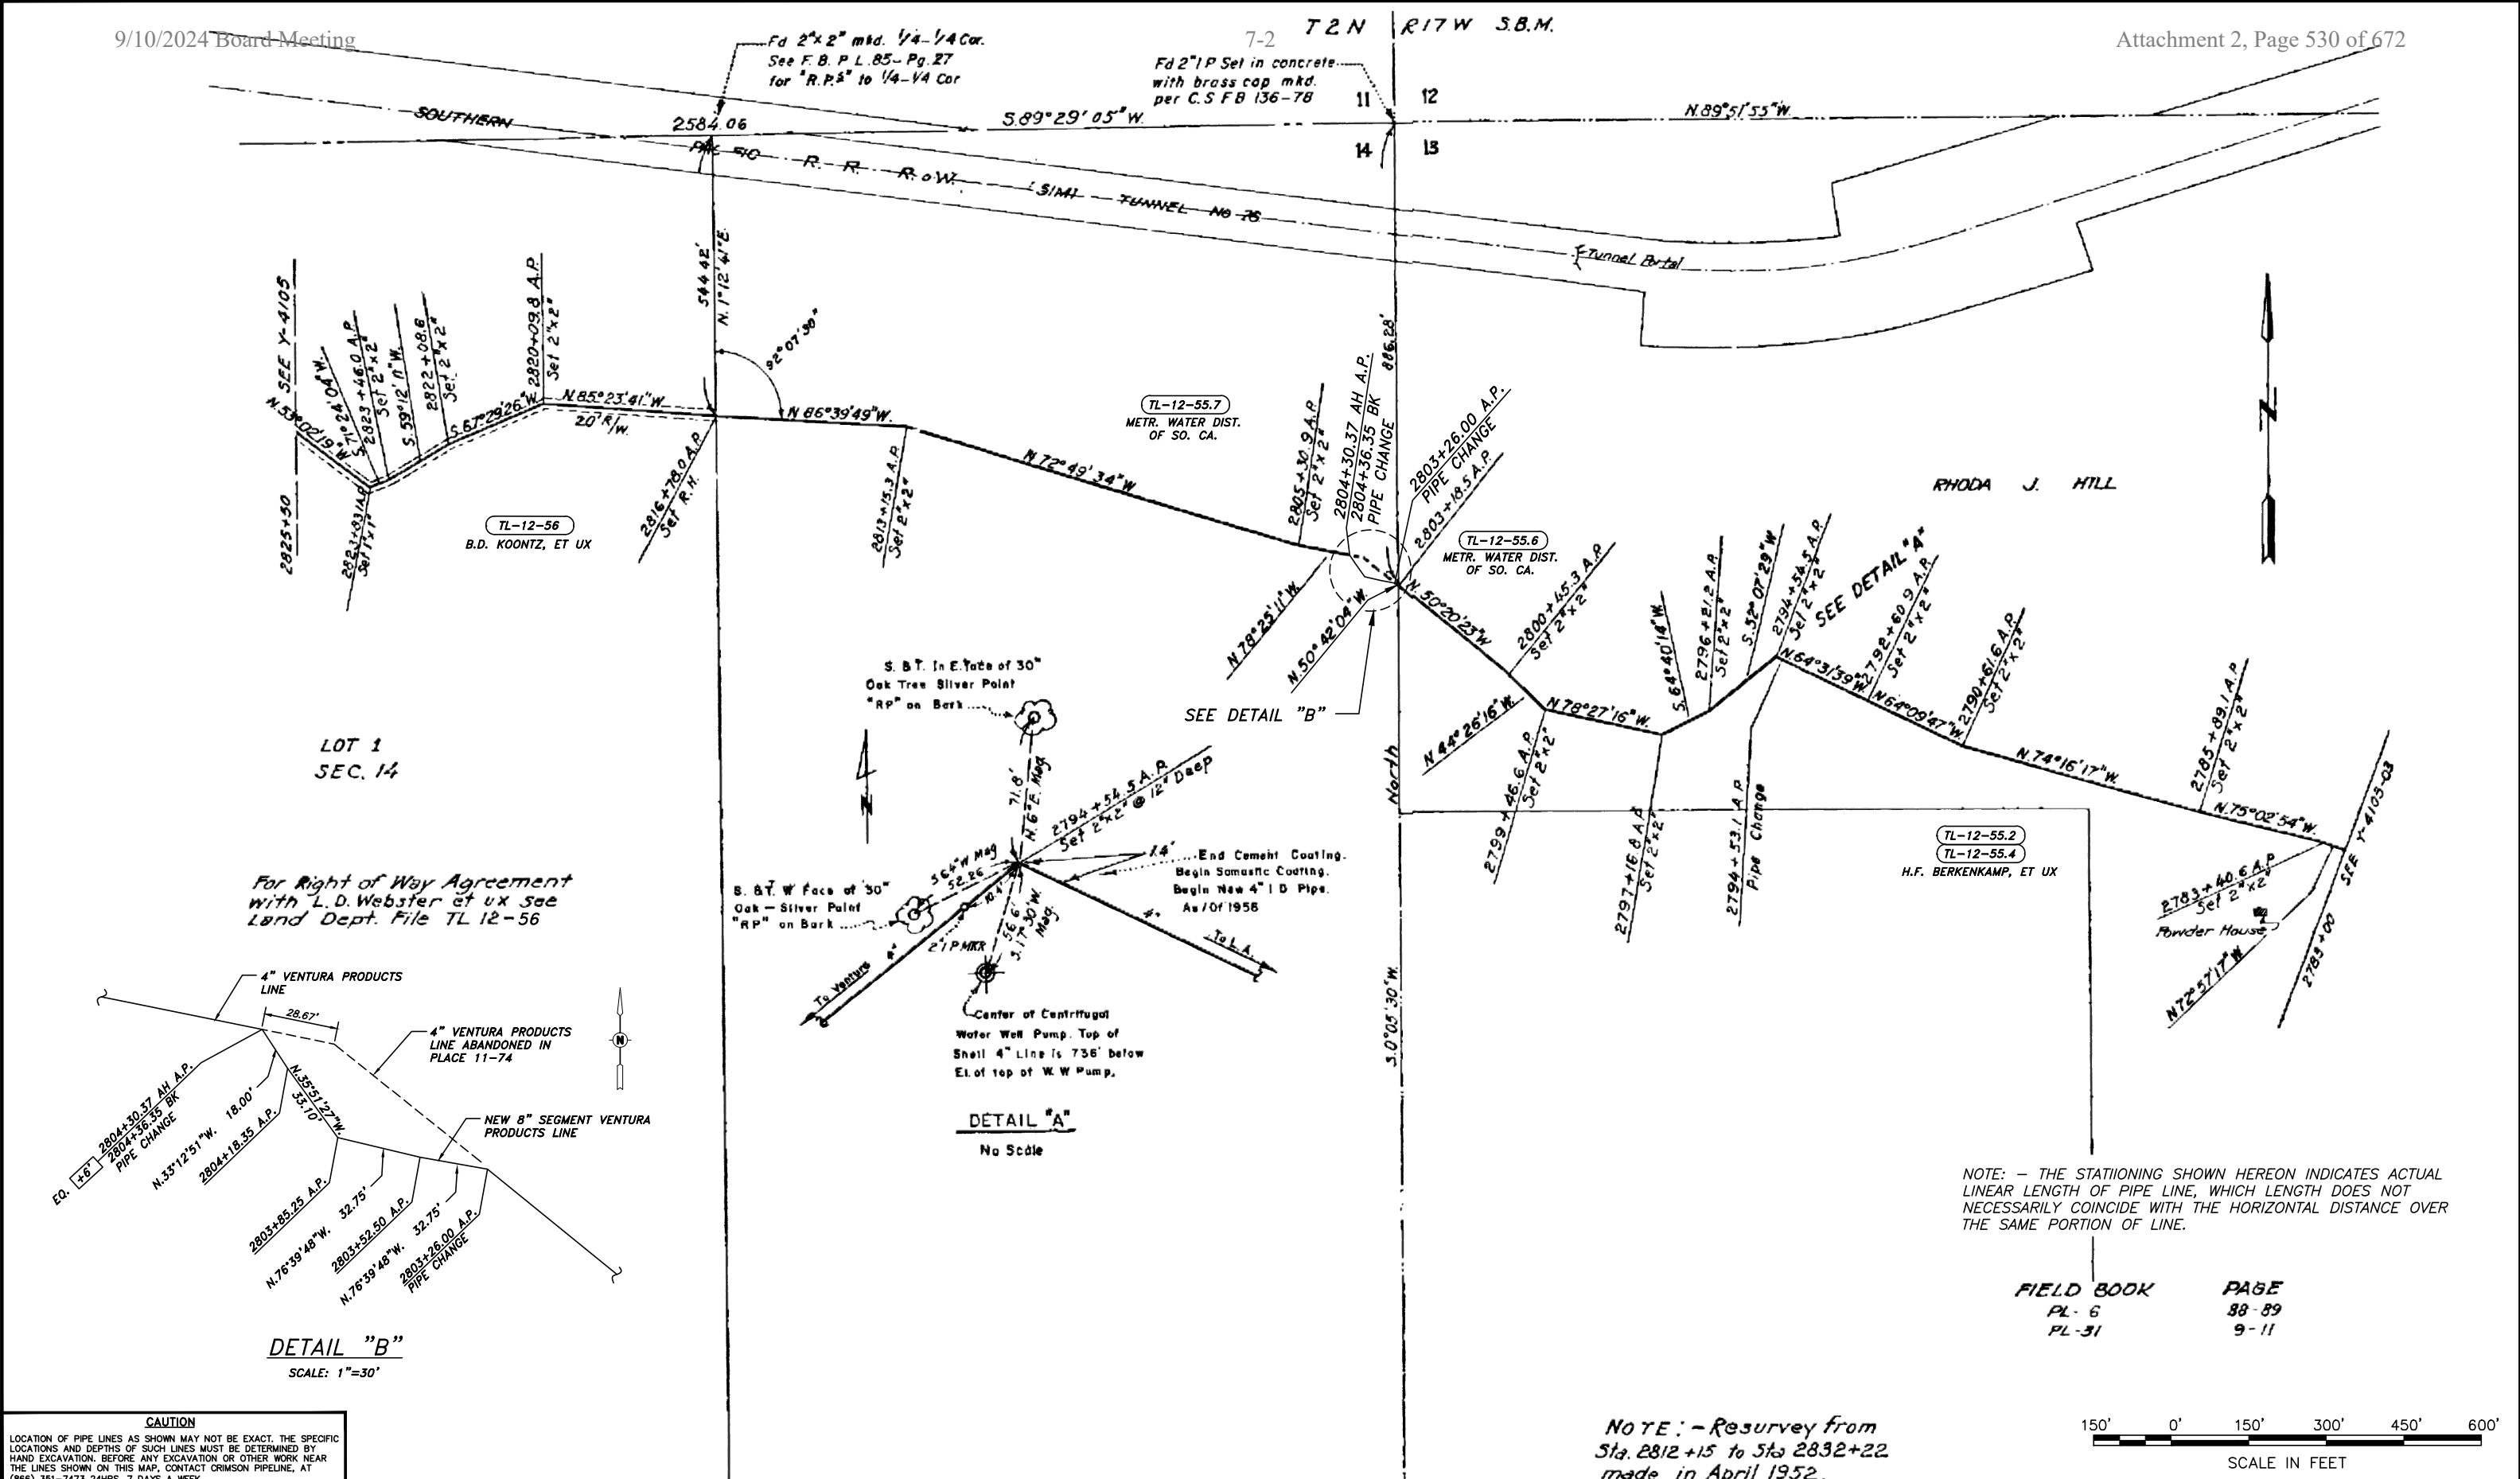 9/10/2024 Board Meeting
7-2
Attachment 2, Page 530 of 672
T 2 N R17W S.B.M.
Fd 2"x 2" mkd. 1/4-1/4 Cor.
See F. B. P L.85- Pg.27
for "R.P.s" to 1/4-1/4 Cor
Fd 2" I P Set in concrete
with brass cap mkd.
per C.S F B 136-78
11
12
14
13
2584.06
S.89°29'05"W.
N.89°51'55"W.
SOUTHERN
PAC FIC R. R. R.oW. (SIMI TUNNEL NO 26
Tunnel Portal
544 42'
N.1°12'41"E.
92°07'30"
886.28'
SEE Y-4105
2825+50
N.53°02'19"W
S.71°24'04"W.
2823+46.0 A.P.
Set 2"x2"
S.59°12'11"W.
2822+08.6
Set 2"x2"
S.67°29'26"W.
2820+09.8 A.P.
Set 2"x2"
2823+83 A.P.
Set 1"x1"
N.85°23'41"W.
20' R/W.
N 86°39'49"W.
2816+78.0 A.P.
Set R.H.
2813+15.3 A.P.
Set 2"x2"
N 72°49'34"W
TL-12-55.7
METR. WATER DIST.
OF SO. CA.
TL-12-56
B.D. KOONTZ, ET UX
2805+30.9 A.P.
Set 2"x2"
2804+30.37 AH A.P.
2804+36.35 BK
PIPE CHANGE
2803+26.00 A.P.
PIPE CHANGE
2803+18.5 A.P.
TL-12-55.6
METR. WATER DIST.
OF SO. CA.
RHODA J. HILL
N.78°25'11"W.
N.50°42'04"W.
N.50°20'23"W
2800+45.3 A.P.
Set 2"x2"
SEE DETAIL "B"
N 44°26'16"W.
N 78°27'16"W.
2799+46.6 A.P.
Set 2"x2"
S.64°40'14"W.
2796+21.2 A.P.
Set 2"x2"
S.52°07'29"W
2794+54.5 A.P.
Set 2"x2"
SEE DETAIL "A"
2797+16.8 A.P.
Set 2"x2"
2794+53.1 A.P
Pipe Change
N.64°31'39"W.
2792+60 9 A.P.
Set 2"x2"
N64°09'47"W.
2790+61.6 A.P.
Set 2"x2"
N.74°16'17"W.
2785+89.1 A.P
Set 2"x2"
N.75°02'54"W.
SEE Y-4105-03
2783+00
2783+40.6 A.P
Set 2"x2"
Powder House
N72°57'17"W
TL-12-55.2
TL-12-55.4
H.F. BERKENKAMP, ET UX
North
S.0°05'30"W.
LOT 1
SEC. 14
For Right of Way Agreement
with L.D. Webster et ux see
Land Dept. File TL 12-56
S. & T. In E.face of 30"
Oak Tree Silver Point
"RP" on Bark
71.8'
N.6°E. Mag
2794+54.5 A.P.
Set 2"x2" @ 12" Deep
S64°W Mag
52.26
S. & T. W Face of 30"
Oak - Silver Point
"RP" on Bark
2" I P MKR
56.6'
S.17°30'W.
Mag.
1.4'
End Cement Coating.
Begin Somastic Coating.
Begin New 4" I D Pipe.
As/Of 1956
4"
To L.A.
To Ventura
Center of Centrifugal
Water Well Pump. Top of
Shell 4" Line is 7.36' below
El. of top of W. W Pump.
DETAIL "A"
No Scale
4" VENTURA PRODUCTS
LINE
28.67'
4" VENTURA PRODUCTS
LINE ABANDONED IN
PLACE 11-74
N
NEW 8" SEGMENT VENTURA
PRODUCTS LINE
EQ. +6'
2804+30.37 AH A.P.
2804+36.35 BK
PIPE CHANGE
N.33°12'51"W. 18.00'
2804+18.35 A.P.
N.35°51'27"W.
33.10'
2803+85.25 A.P.
N.76°39'48"W. 32.75'
2803+52.50 A.P.
N.76°39'48"W. 32.75'
2803+26.00 A.P.
PIPE CHANGE
DETAIL "B"
SCALE: 1"=30'
NOTE: - THE STATIIONING SHOWN HEREON INDICATES ACTUAL
LINEAR LENGTH OF PIPE LINE, WHICH LENGTH DOES NOT
NECESSARILY COINCIDE WITH THE HORIZONTAL DISTANCE OVER
THE SAME PORTION OF LINE.
FIELD BOOK PAGE
PL- 6 88-89
PL-31 9-11
NOTE: - Resurvey from
Sta. 2812+15 to Sta 2832+22
made in April 1952.
150' 0' 150' 300' 450' 600'
SCALE IN FEET
CAUTION
LOCATION OF PIPE LINES AS SHOWN MAY NOT BE EXACT. THE SPECIFIC
LOCATIONS AND DEPTHS OF SUCH LINES MUST BE DETERMINED BY
HAND EXCAVATION. BEFORE ANY EXCAVATION OR OTHER WORK NEAR
THE LINES SHOWN ON THIS MAP, CONTACT CRIMSON PIPELINE, AT
(866) 351-7473 24HRS. 7 DAYS A WEEK